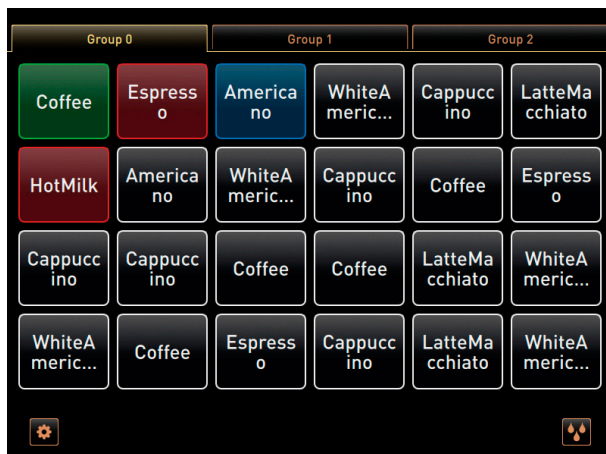 Group 0
Group 1
Group 2
Coffee
Espress
o
America
no
WhiteA
meric...
Cappucc
ino
LatteMa
cchiato
HotMilk
America
no
WhiteA
meric...
Cappucc
ino
Coffee
Espress
o
Cappucc
ino
Cappucc
ino
Coffee
Coffee
LatteMa
cchiato
WhiteA
meric...
WhiteA
meric...
Coffee
Espress
o
Cappucc
ino
LatteMa
cchiato
WhiteA
meric...